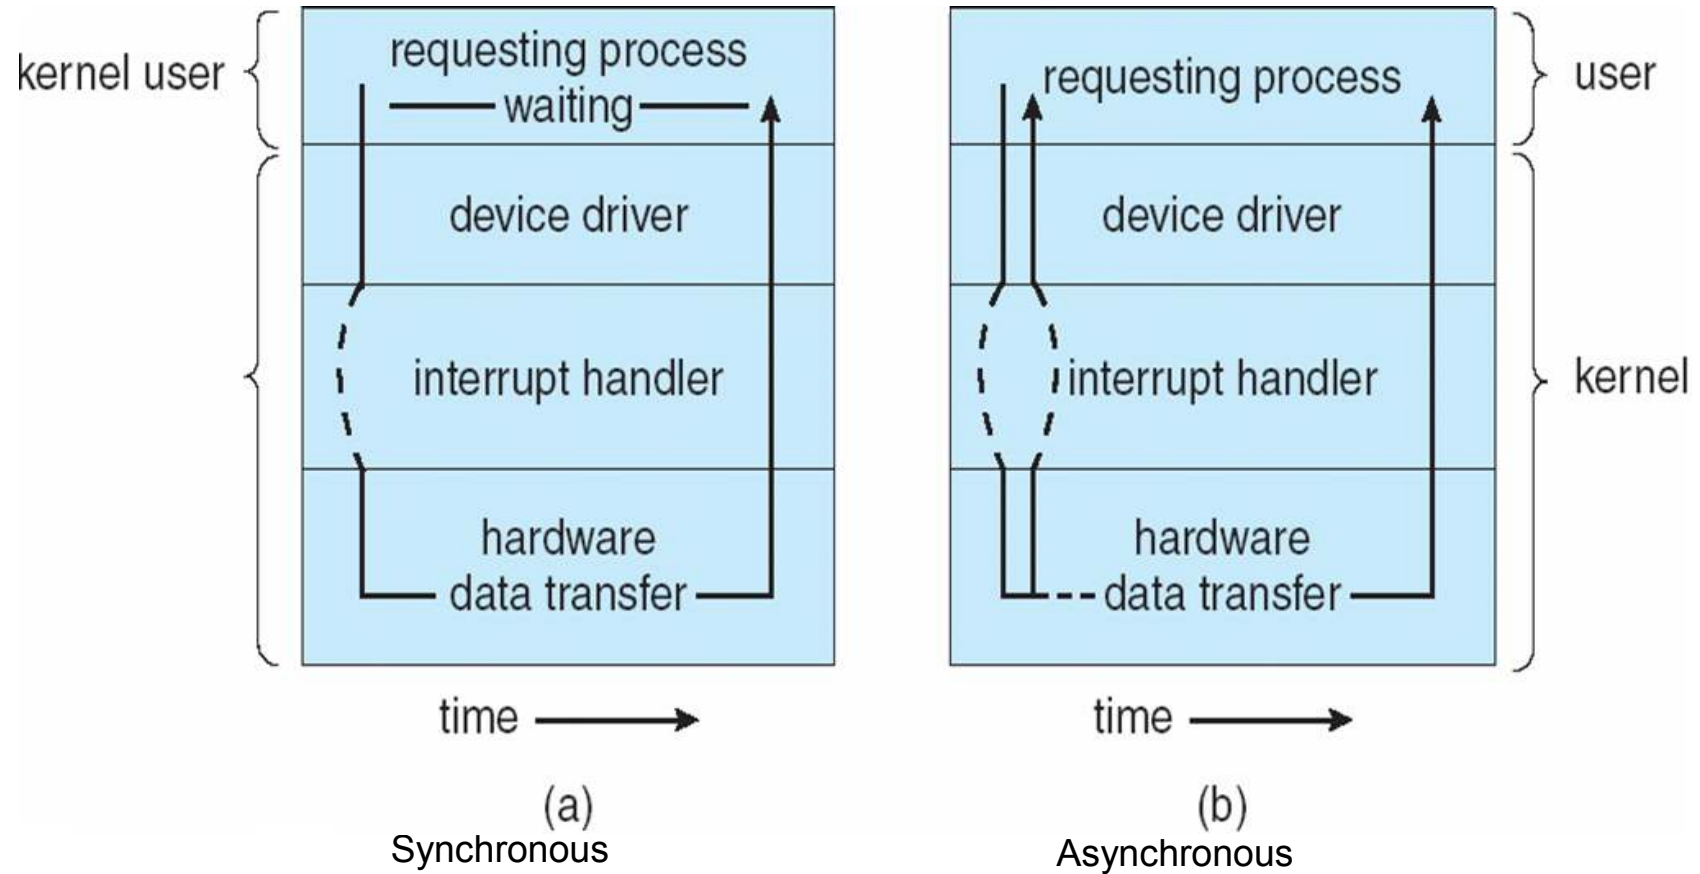 kernel user
requesting process
waiting
device driver
interrupt handler
hardware
data transfer
time
(a)
Synchronous
requesting process
device driver
interrupt handler
hardware
data transfer
user
kernel
time
(b)
Asynchronous